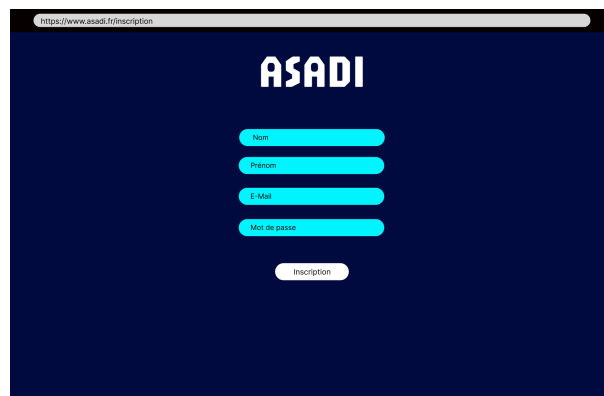 https://www.asadi.fr/inscription
ASADI
Nom
Prénom
E-Mail
Mot de passe
Inscription